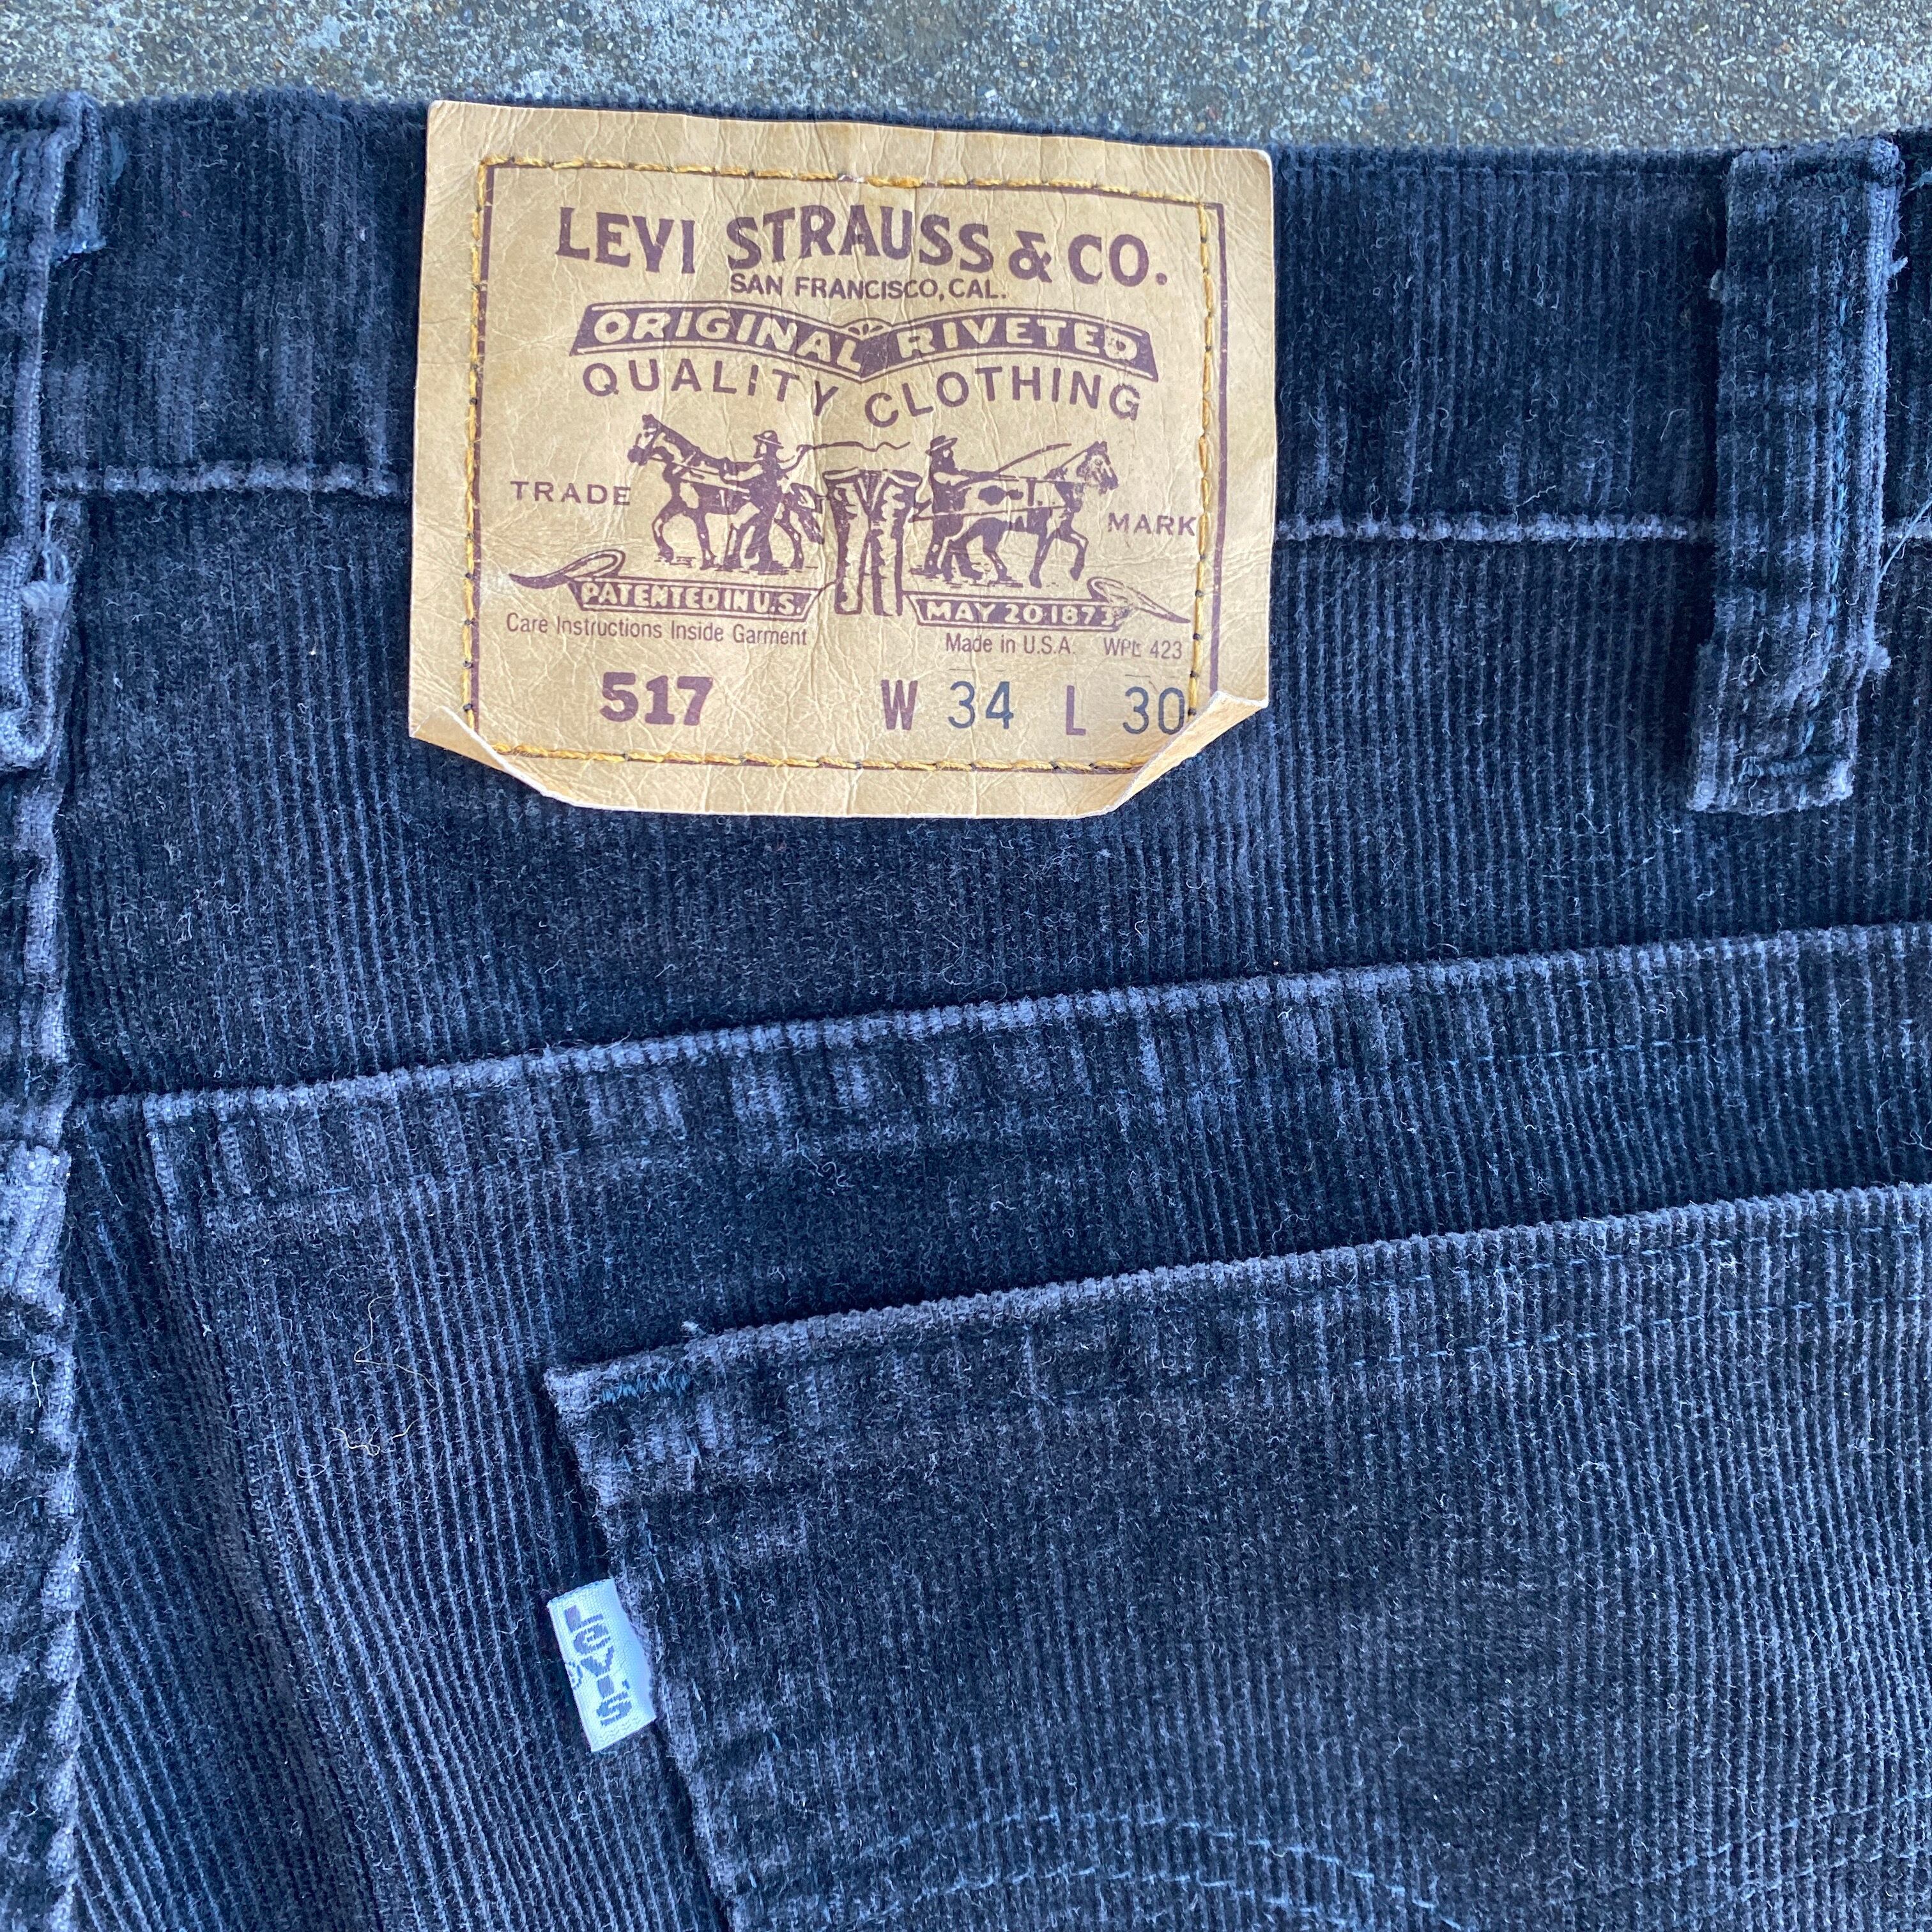 LEVI STRAUSS & CO.
SAN FRANCISCO, CAL.
ORIGINAL RIVETED
QUALITY CLOTHING
TRADE MARK
PATENTED IN U.S. MAY 20 1873
Care Instructions Inside Garment Made in U.S.A. WPL 423
517 W 34 L 30
LEVI'S